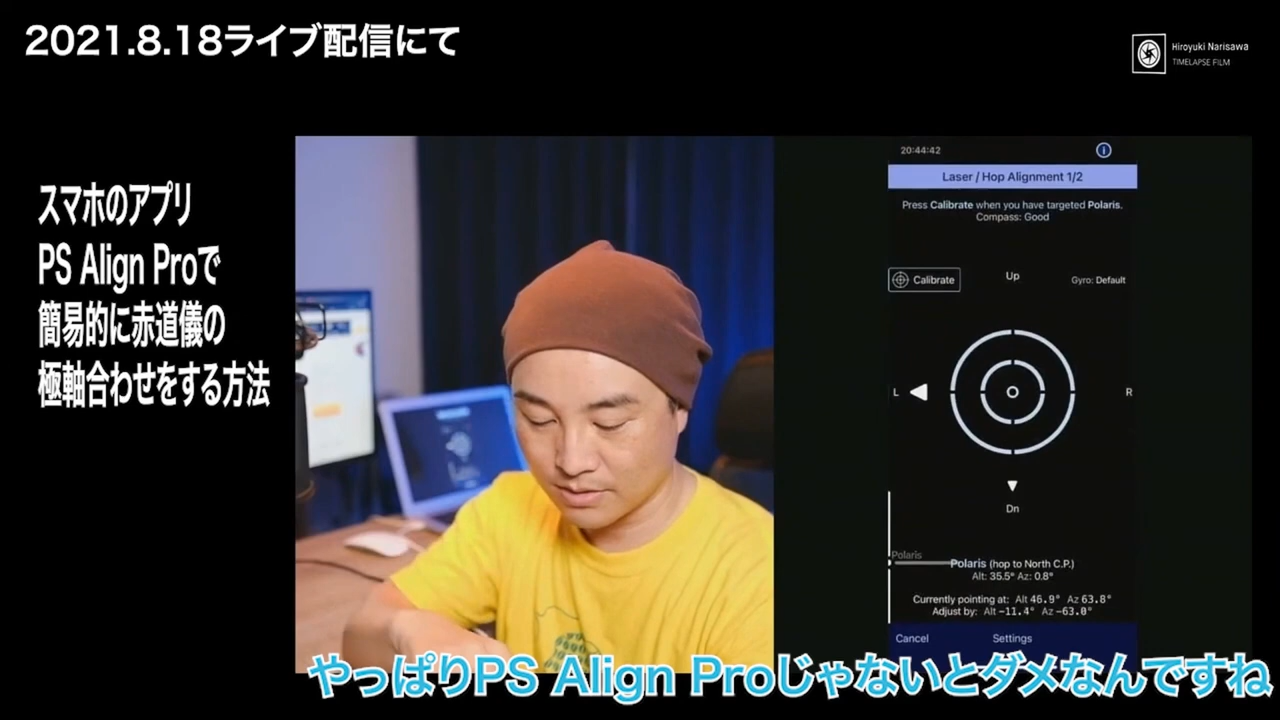 2021.8.18ライブ配信にて
Hiroyuki Narisawa
TIMELAPSE FILM
スマホのアプリ
PS Align Proで
簡易的に赤道儀の
極軸合わせをする方法
20:44:42
Laser / Hop Alignment 1/2
Press Calibrate when you have targeted Polaris.
Compass: Good
Calibrate
Up
Gyro: Default
L
R
Dn
Polaris
Polaris (hop to North C.P.)
Alt: 35.5° Az: 0.8°
Currently pointing at: Alt 46.9° Az 63.8°
Adjust by: Alt -11.4° Az -63.0°
Cancel
Settings
やっぱりPS Align Proじゃないとダメなんですね